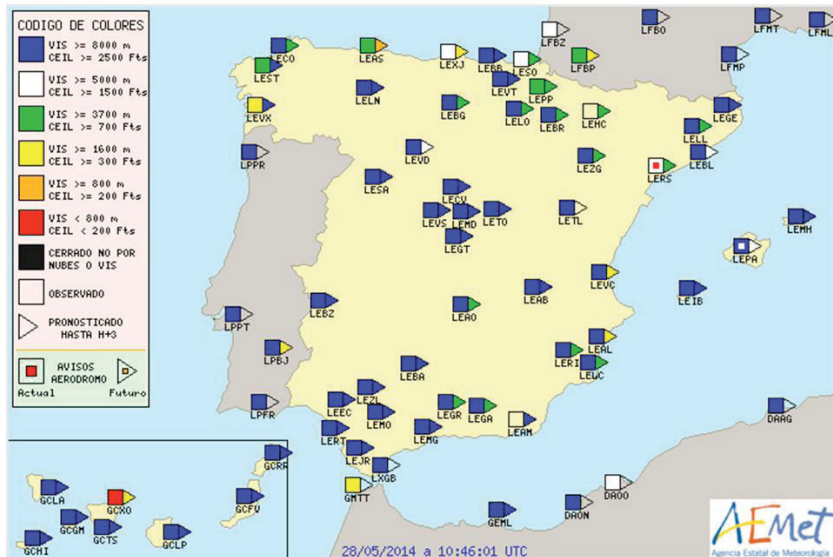 CODIGO DE COLORES
VIS >= 8000 m
CEIL >= 2500 Fts
VIS >= 5000 m
CEIL >= 1500 Fts
VIS >= 3700 m
CEIL >= 700 Fts
VIS >= 1600 m
CEIL >= 300 Fts
VIS >= 800 m
CEIL >= 200 Fts
VIS < 800 m
CEIL < 200 Fts
CERRADO NO POR
NUBES O VIS
OBSERVADO
PRONOSTICADO
HASTA H+3
AVISOS
AERODROMO
Actual
Futuro
LFBO
LFMT
LFML
LFBZ
LECO
LEAS
LEXJ
LEBB
LESO
LFBP
LFMP
LEST
LEVT
LELN
LEPP
LEVX
LEBG
LELO
LEBR
LEHC
LEGE
LELL
LPPR
LEVD
LEZG
LERS
LEBL
LESA
LECV
LEVS
LEMD
LETO
LETL
LEMH
LEGT
LEPA
LEVC
LEBZ
LEAB
LEIB
LEAO
LPPT
LEAL
LPBJ
LERI
LELC
LEBA
LEZL
LPFR
LEEC
LEMO
LEGR
LEGA
LEAM
DAAG
LERT
LEMG
LEJR
LXGB
GCRR
GMTT
DAOO
GCLA
GCXO
GCFV
GEML
DAON
GCGM
GCTS
GCLP
GCHI
28/05/2014 a 10:46:01 UTC
AEmet
Agencia Estatal de Meteorología